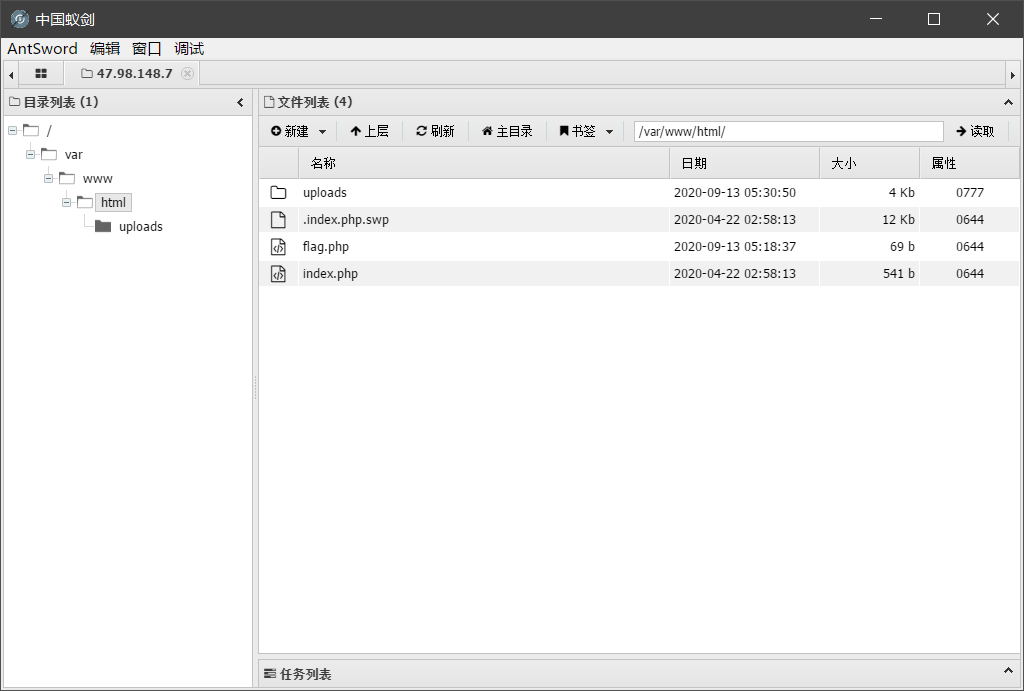 中国蚁剑
AntSword 编辑 窗口 调试
47.98.148.7
目录列表 (1)
文件列表 (4)
新建 上层 刷新 主目录 书签 /var/www/html/ 读取
名称 日期 大小 属性
/
var
www
html
uploads
uploads 2020-09-13 05:30:50 4 Kb 0777
.index.php.swp 2020-04-22 02:58:13 12 Kb 0644
flag.php 2020-09-13 05:18:37 69 b 0644
index.php 2020-04-22 02:58:13 541 b 0644
任务列表